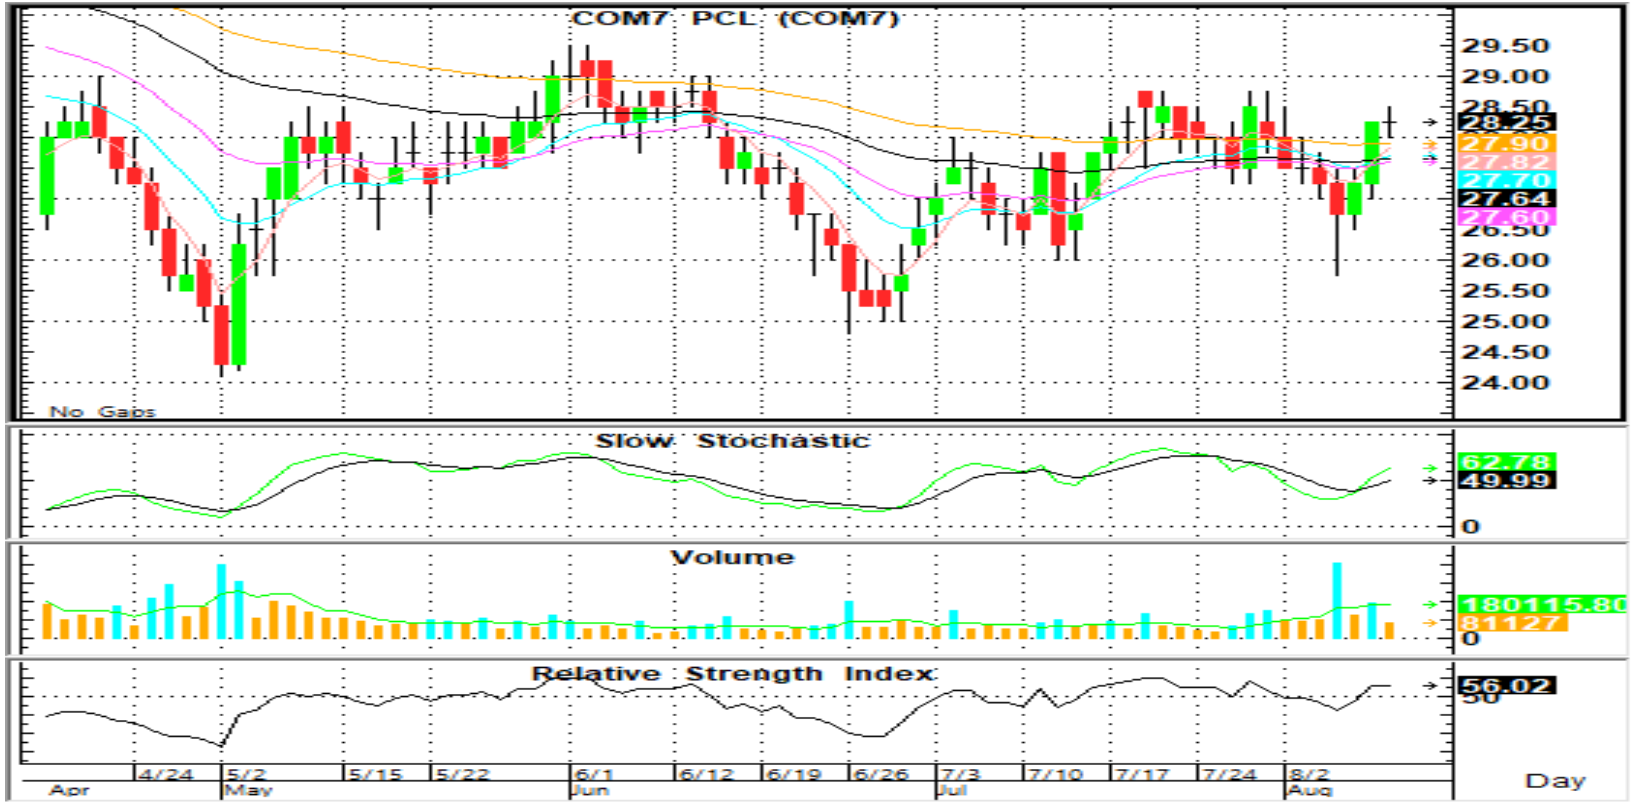 COM7 PCL (COM7)
29.50
29.00
28.50
28.25
27.90
27.82
27.70
27.64
27.60
26.50
26.00
25.50
25.00
24.50
24.00
No Gaps
Slow Stochastic
62.78
49.99
0
Volume
180115.80
81127
0
Relative Strength Index
56.02
50
4/24 5/2 5/15 5/22 6/1 6/12 6/19 6/26 7/3 7/10 7/17 7/24 8/2
Apr May Jun Jul Aug
Day